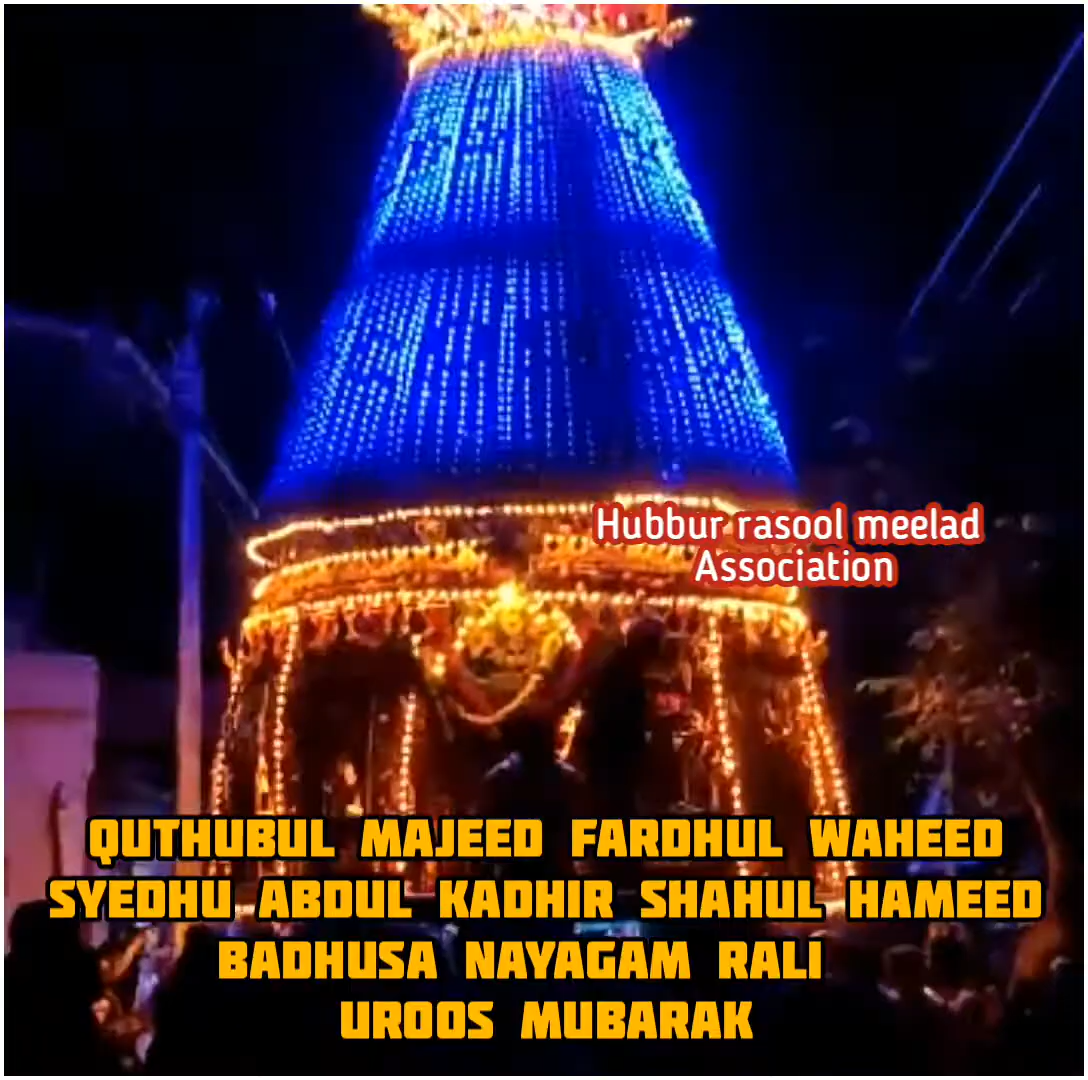 Hubbur rasool meelad
Association
QUTHUBUL MAJEED FARDHUL WAHEED
SYEDHU ABDUL KADHIR SHAHUL HAMEED
BADHUSA NAYAGAM RALI
UROOS MUBARAK